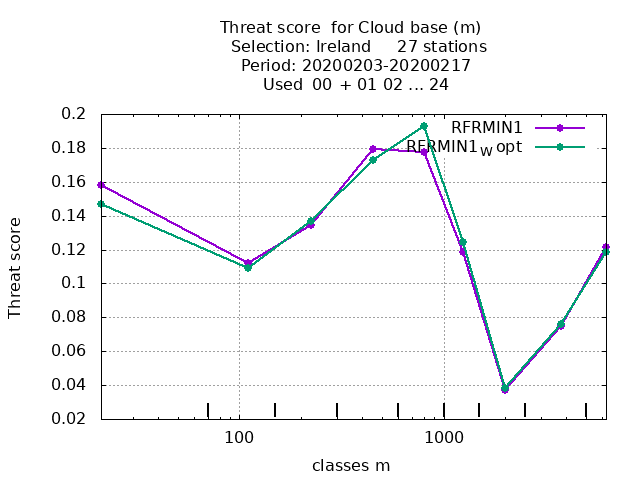 Threat score  for Cloud base (m)
Selection: Ireland     27 stations
Period: 20200203-20200217
Used  00 + 01 02 ... 24
RFRMIN1
RFRMIN1W opt
0.2
0.18
0.16
0.14
0.12
0.1
0.08
0.06
0.04
0.02
Threat score
100
1000
classes m